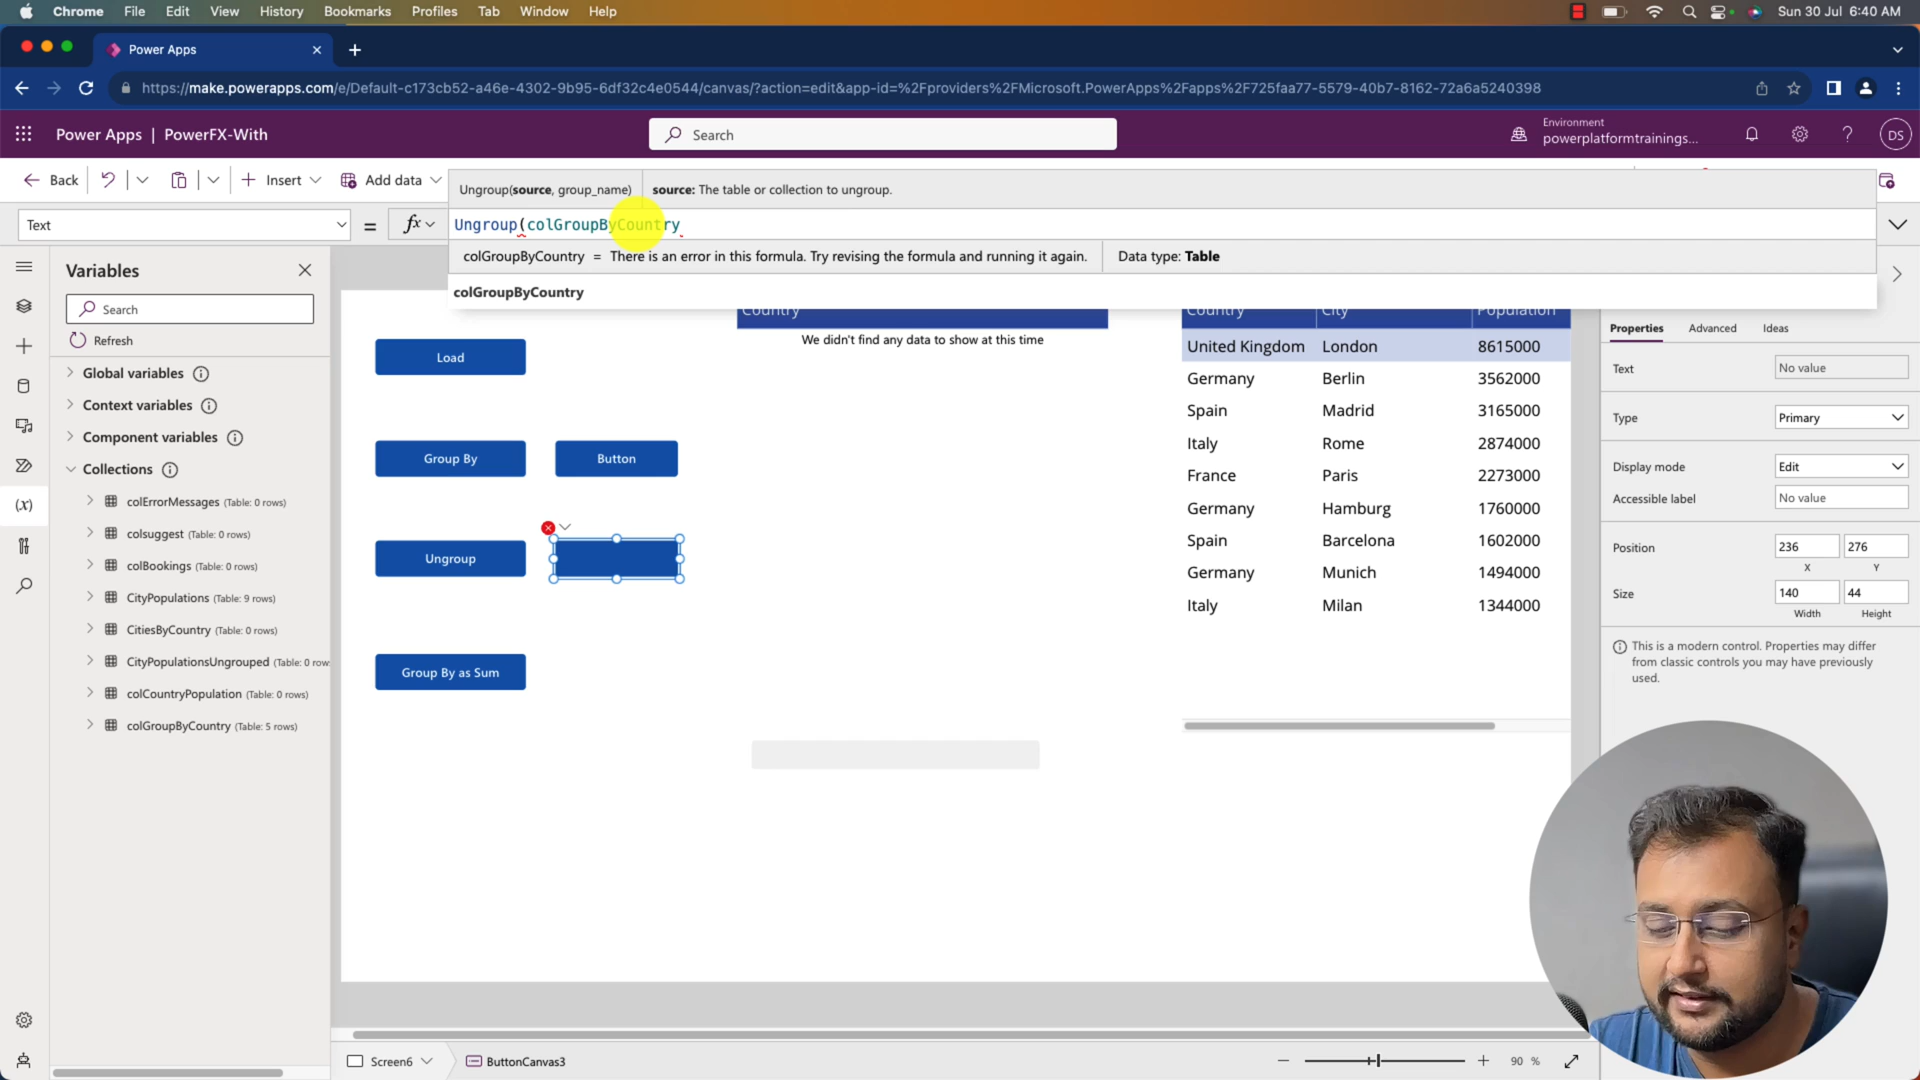 Chrome File Edit View History Bookmarks Profiles Tab Window Help Sun 30 Jul 6:40 AM
Power Apps
https://make.powerapps.com/e/Default-c173cb52-a46e-4302-9b95-6df32c4e0544/canvas/?action=edit&app-id=%2Fproviders%2FMicrosoft.PowerApps%2Fapps%2F725faa77-5579-40b7-8162-72a6a5240398
Power Apps | PowerFX-With
Search
Environment
powerplatformtrainings...
DS
Back
Insert
Add data
Ungroup(source, group_name)
source: The table or collection to ungroup.
Text
=
fx
Ungroup(colGroupByCountry
colGroupByCountry = There is an error in this formula. Try revising the formula and running it again.
Data type: Table
colGroupByCountry
Variables
Search
Refresh
Global variables
Context variables
Component variables
Collections
colErrorMessages (Table: 0 rows)
colsuggest (Table: 0 rows)
colBookings (Table: 0 rows)
CityPopulations (Table: 9 rows)
CitiesByCountry (Table: 0 rows)
CityPopulationsUngrouped (Table: 0 row
colCountryPopulation (Table: 0 rows)
colGroupByCountry (Table: 5 rows)
Load
Group By
Button
Ungroup
Group By as Sum
Country
We didn't find any data to show at this time
Country City Population
United Kingdom London 8615000
Germany Berlin 3562000
Spain Madrid 3165000
Italy Rome 2874000
France Paris 2273000
Germany Hamburg 1760000
Spain Barcelona 1602000
Germany Munich 1494000
Italy Milan 1344000
Properties Advanced Ideas
Text No value
Type Primary
Display mode Edit
Accessible label No value
Position 236 276
X Y
Size 140 44
Width Height
This is a modern control. Properties may differ
from classic controls you may have previously
used.
Screen6
ButtonCanvas3
90 %